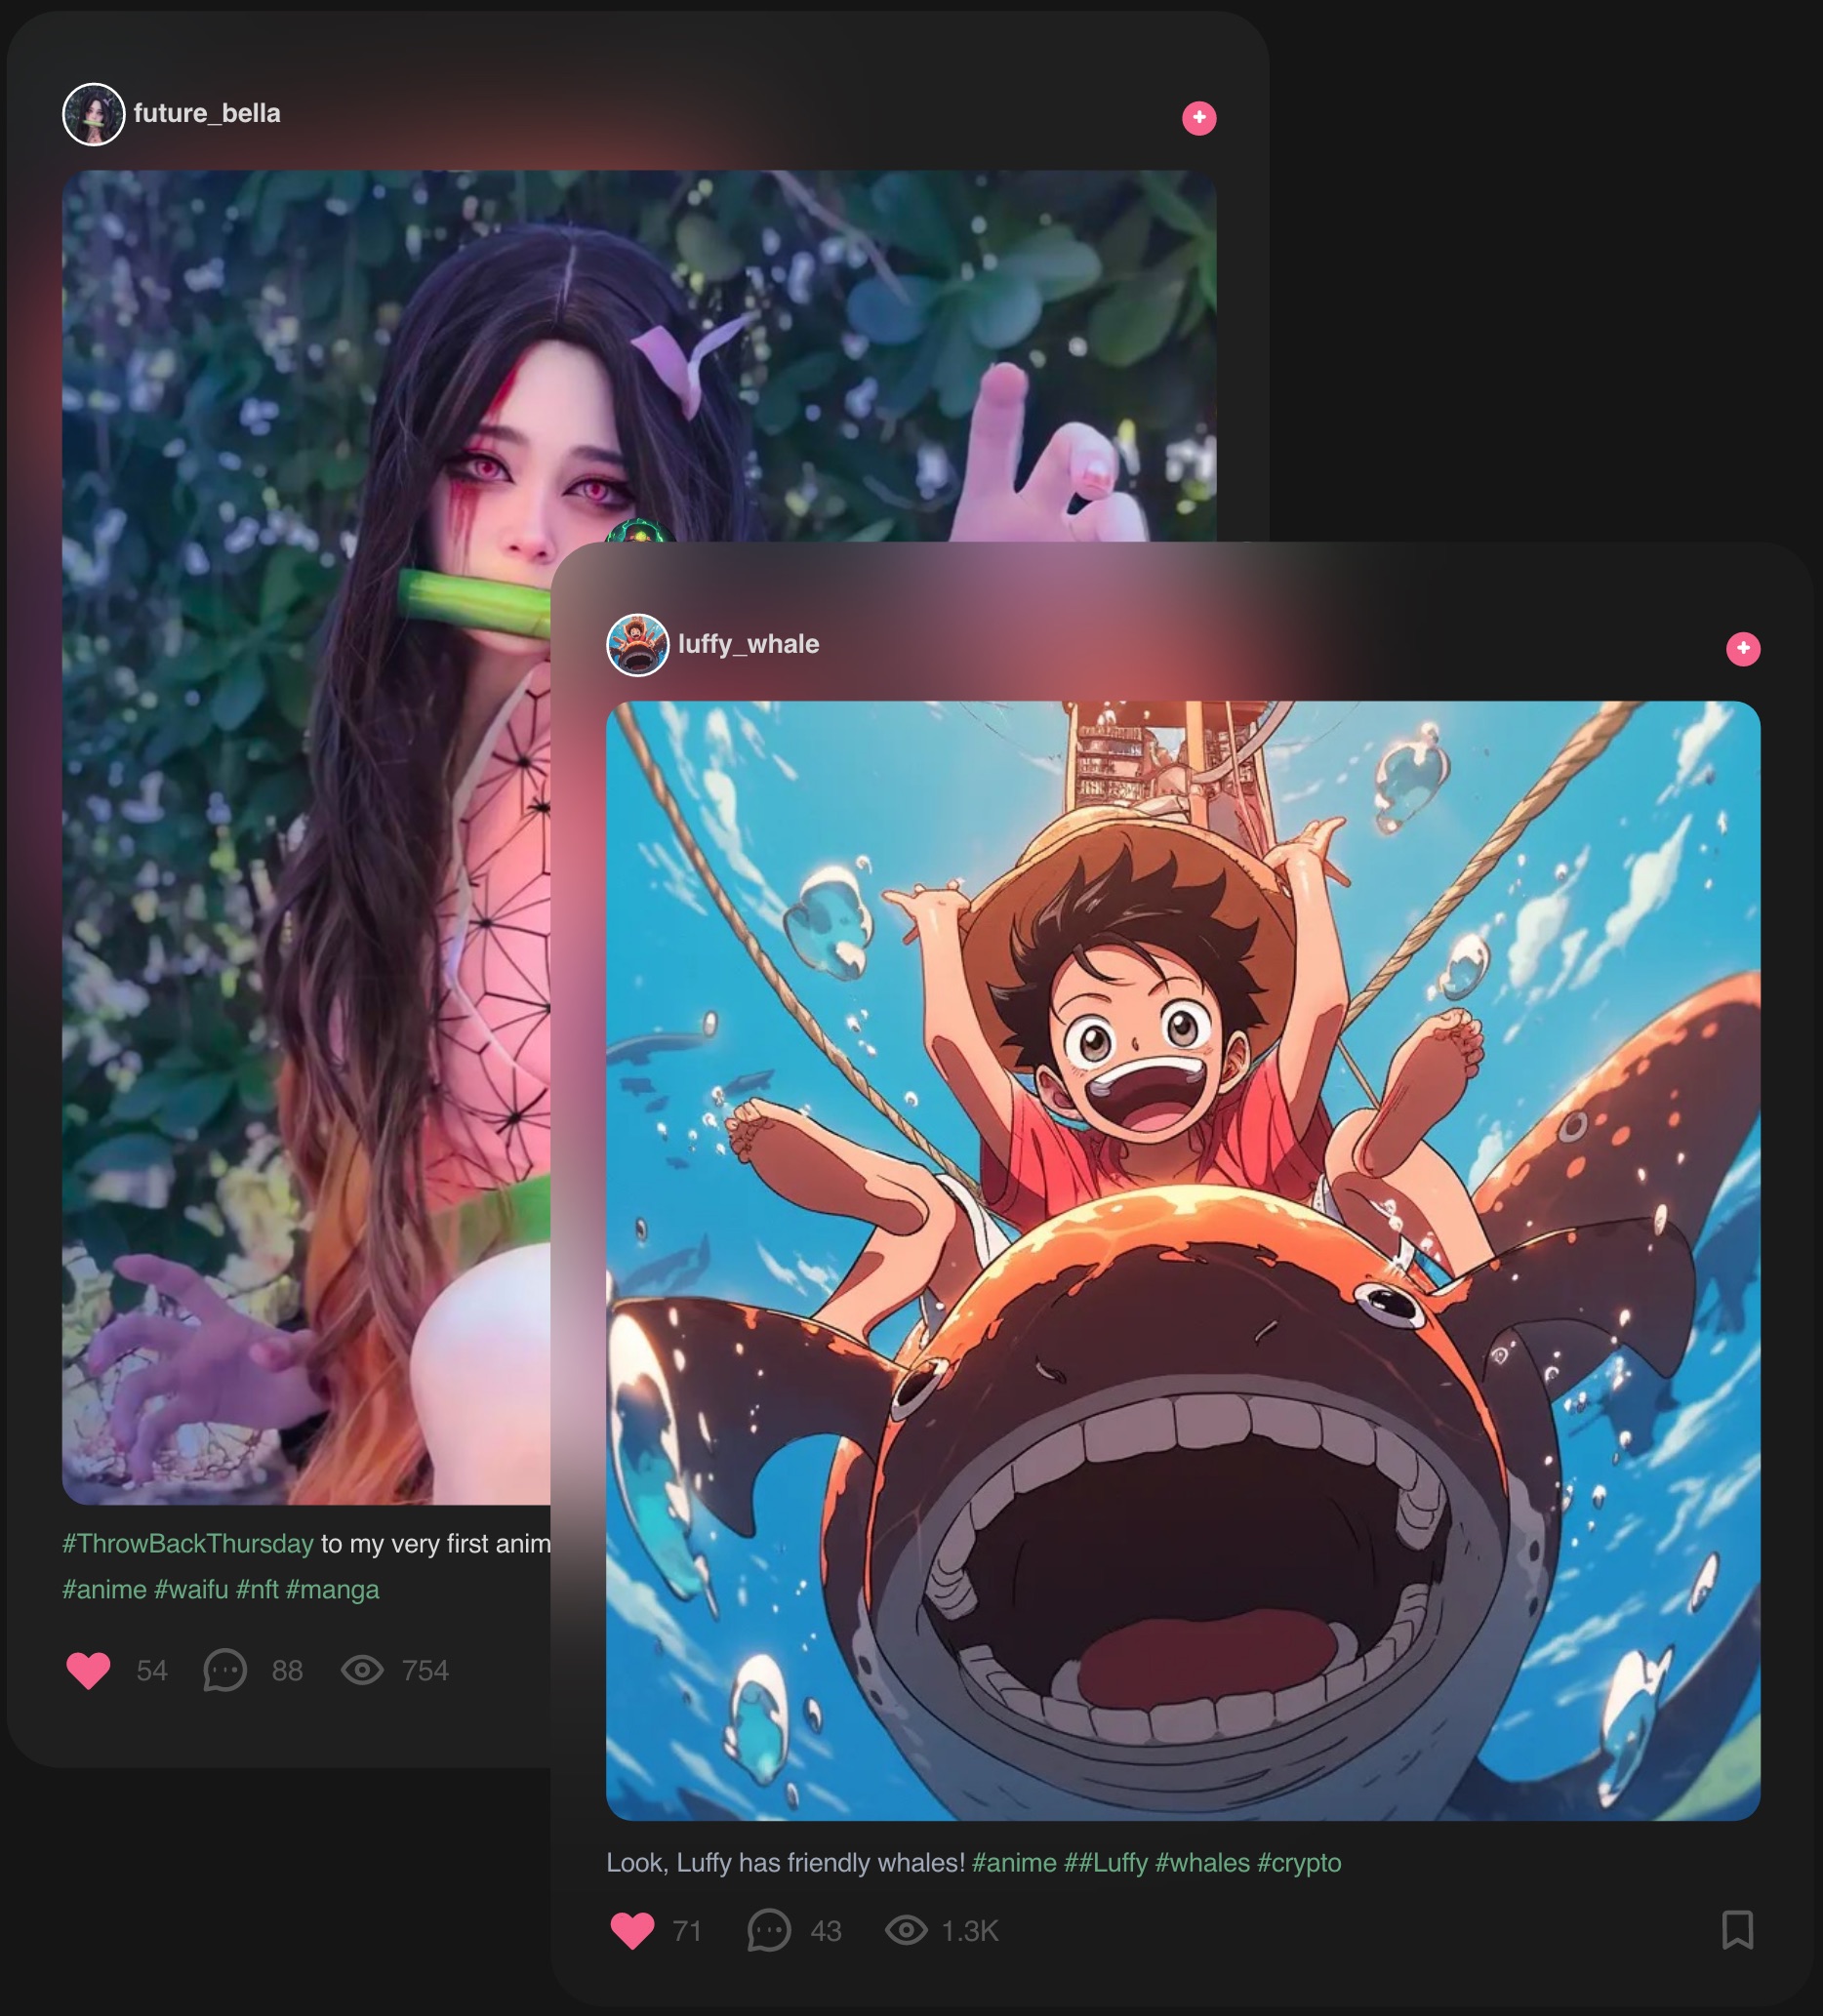 future_bella
#ThrowBackThursday to my very first
#anime #waifu #nft #manga
54 88 754
luffy_whale
Look, Luffy has friendly whales! #anime ##Luffy #whales #crypto
71 43 1.3K